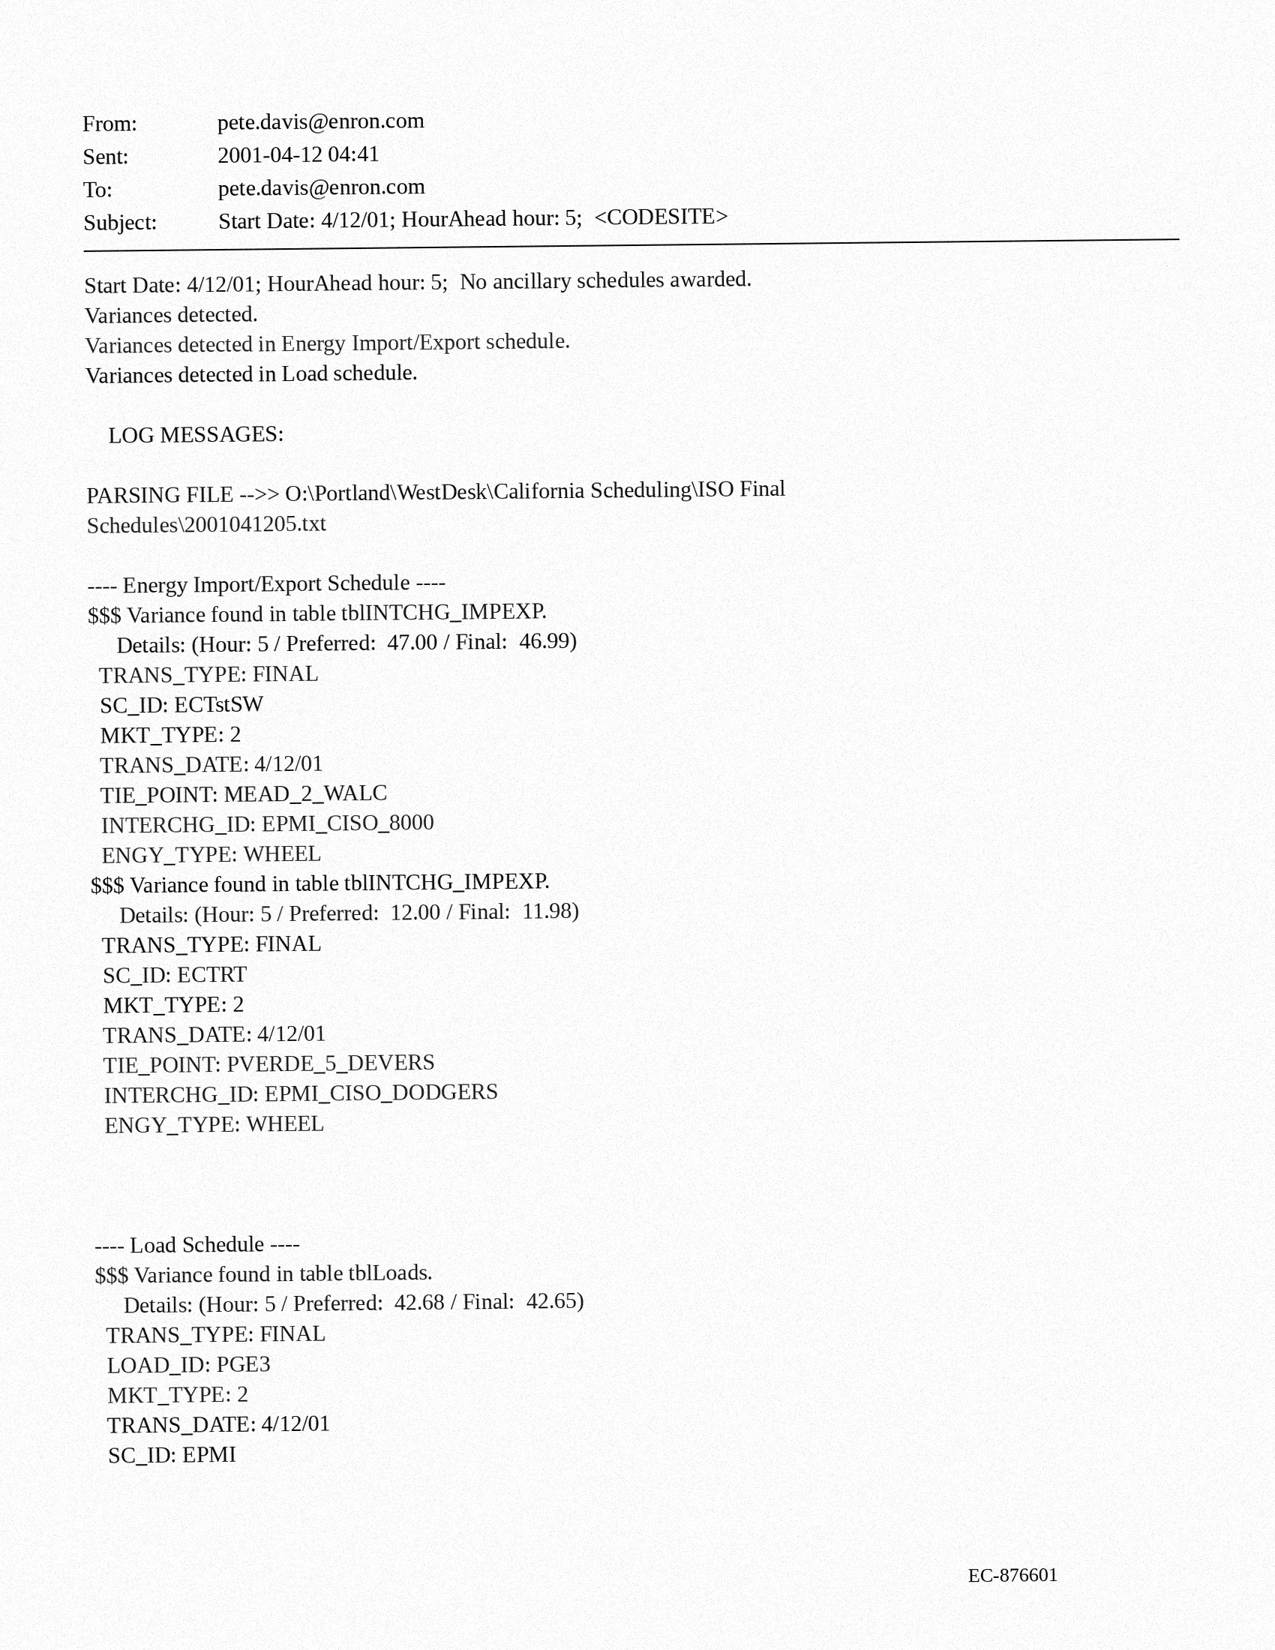 From: pete.davis@enron.com
Sent: 2001-04-12 04:41
To: pete.davis@enron.com
Subject: Start Date: 4/12/01; HourAhead hour: 5;  <CODESITE>
Start Date: 4/12/01; HourAhead hour: 5;  No ancillary schedules awarded.
Variances detected.
Variances detected in Energy Import/Export schedule.
Variances detected in Load schedule.
LOG MESSAGES:
PARSING FILE -->> O:\Portland\WestDesk\California Scheduling\ISO Final
Schedules\2001041205.txt
---- Energy Import/Export Schedule ----
$$$ Variance found in table tblINTCHG_IMPEXP.
Details: (Hour: 5 / Preferred:  47.00 / Final:  46.99)
TRANS_TYPE: FINAL
SC_ID: ECTstSW
MKT_TYPE: 2
TRANS_DATE: 4/12/01
TIE_POINT: MEAD_2_WALC
INTERCHG_ID: EPMI_CISO_8000
ENGY_TYPE: WHEEL
$$$ Variance found in table tblINTCHG_IMPEXP.
Details: (Hour: 5 / Preferred:  12.00 / Final:  11.98)
TRANS_TYPE: FINAL
SC_ID: ECTRT
MKT_TYPE: 2
TRANS_DATE: 4/12/01
TIE_POINT: PVERDE_5_DEVERS
INTERCHG_ID: EPMI_CISO_DODGERS
ENGY_TYPE: WHEEL
---- Load Schedule ----
$$$ Variance found in table tblLoads.
Details: (Hour: 5 / Preferred:  42.68 / Final:  42.65)
TRANS_TYPE: FINAL
LOAD_ID: PGE3
MKT_TYPE: 2
TRANS_DATE: 4/12/01
SC_ID: EPMI
EC-876601